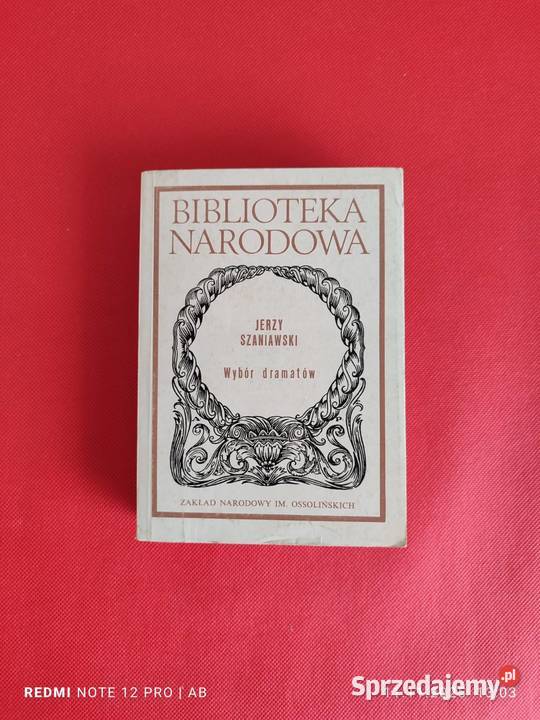 BIBLIOTEKA
NARODOWA
JERZY
SZANIAWSKI
Wybór dramatów
ZAKŁAD NARODOWY IM. OSSOLIŃSKICH
Sprzedajemy.pl
REDMI NOTE 12 PRO | AB